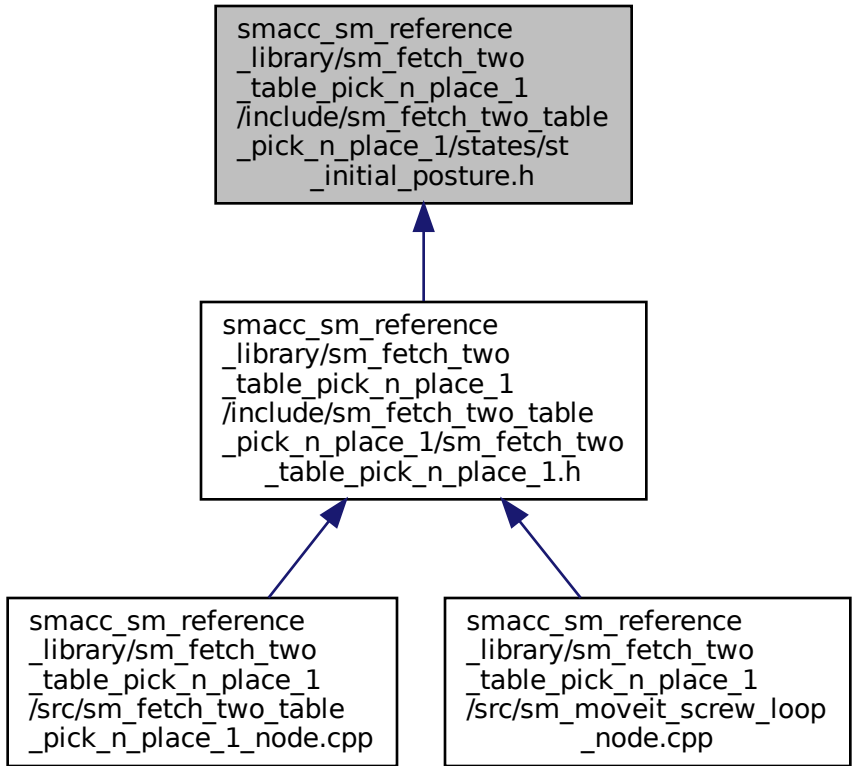 smacc_sm_reference
_library/sm_fetch_two
_table_pick_n_place_1
/include/sm_fetch_two_table
_pick_n_place_1/states/st
_initial_posture.h
smacc_sm_reference
_library/sm_fetch_two
_table_pick_n_place_1
/include/sm_fetch_two_table
_pick_n_place_1/sm_fetch_two
_table_pick_n_place_1.h
smacc_sm_reference
_library/sm_fetch_two
_table_pick_n_place_1
/src/sm_fetch_two_table
_pick_n_place_1_node.cpp
smacc_sm_reference
_library/sm_fetch_two
_table_pick_n_place_1
/src/sm_moveit_screw_loop
_node.cpp